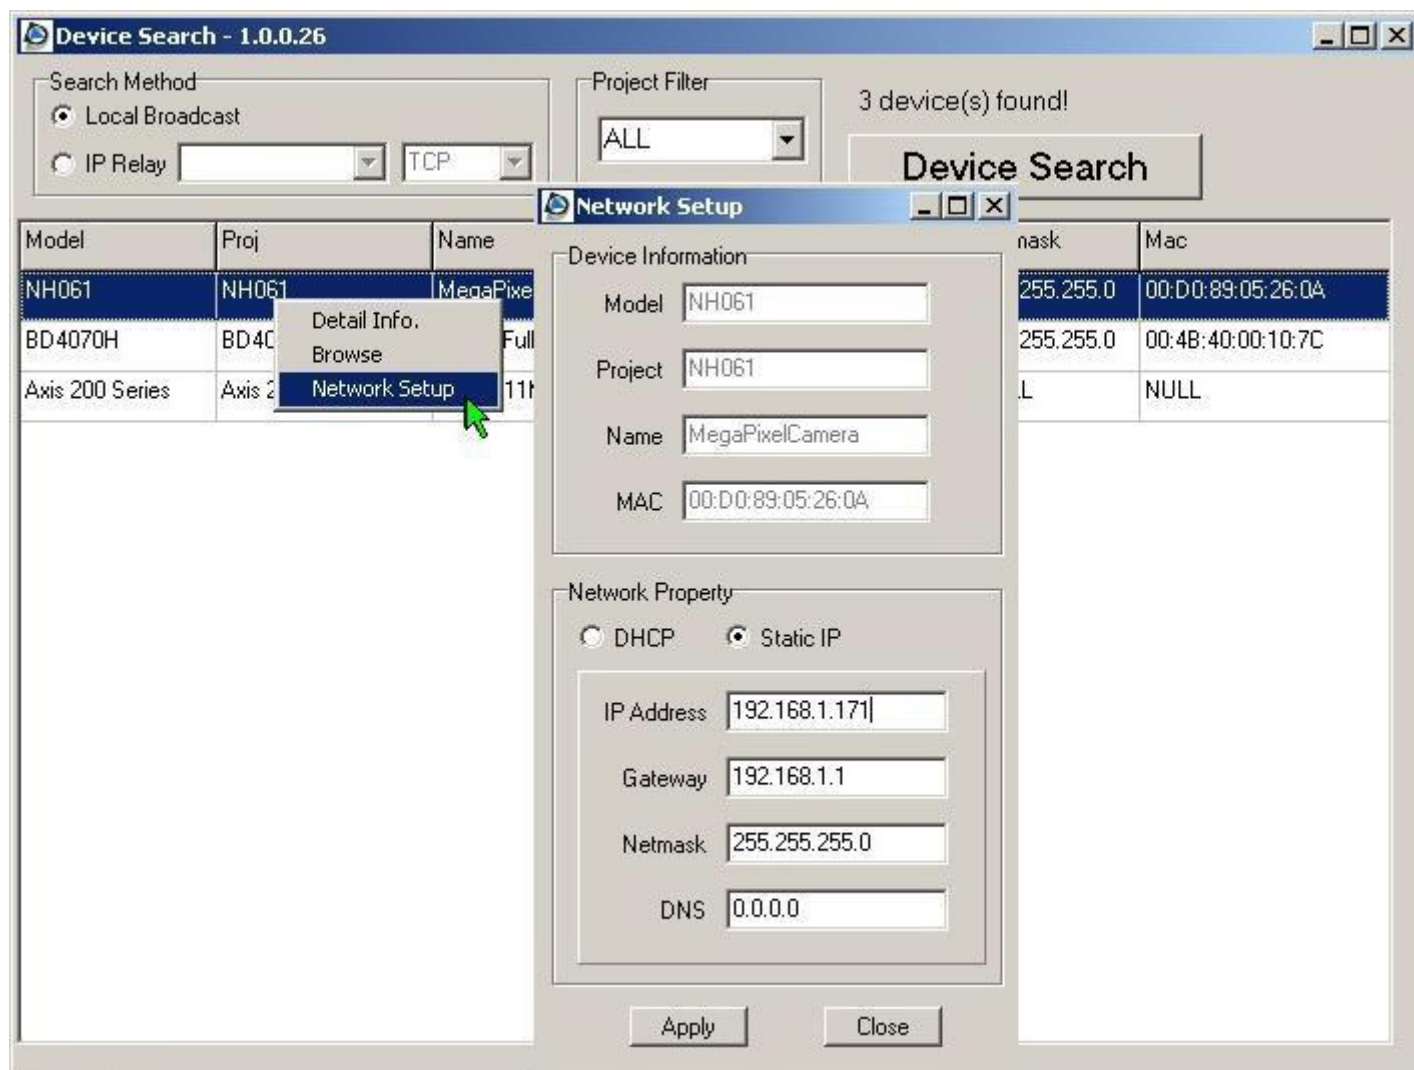 Device Search - 1.0.0.26
Search Method
Local Broadcast
IP Relay TCP
Project Filter
ALL
3 device(s) found!
Device Search
Model Proj Name mask Mac
NH061 NH061 MegaPixe 255.255.0 00:D0:89:05:26:0A
BD4070H BD40 Full 255.255.0 00:4B:40:00:10:7C
Axis 200 Series Axis 2 NULL
Detail Info.
Browse
Network Setup
Network Setup
Device Information
Model NH061
Project NH061
Name MegaPixelCamera
MAC 00:D0:89:05:26:0A
Network Property
DHCP Static IP
IP Address 192.168.1.171
Gateway 192.168.1.1
Netmask 255.255.255.0
DNS 0.0.0.0
Apply Close